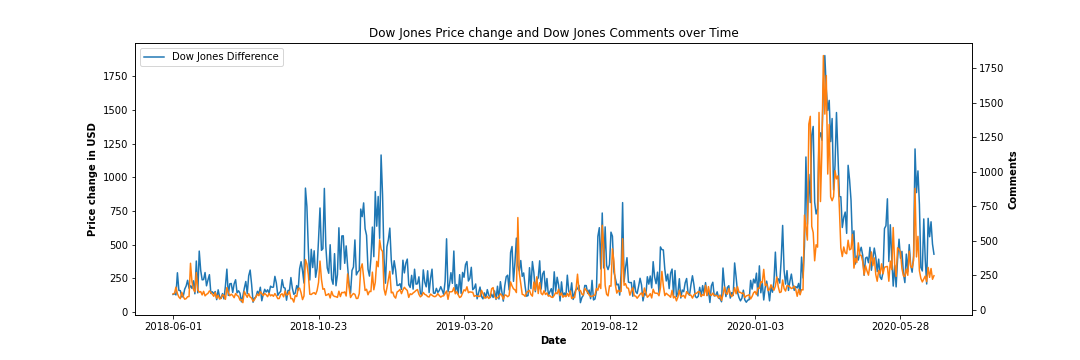 Dow Jones Price change and Dow Jones Comments over Time
Dow Jones Difference
Price change in USD
1750
1500
1250
1000
750
500
250
0
1750
1500
1250
1000
750
500
250
0
Comments
2018-06-01 2018-10-23 2019-03-20 2019-08-12 2020-01-03 2020-05-28
Date